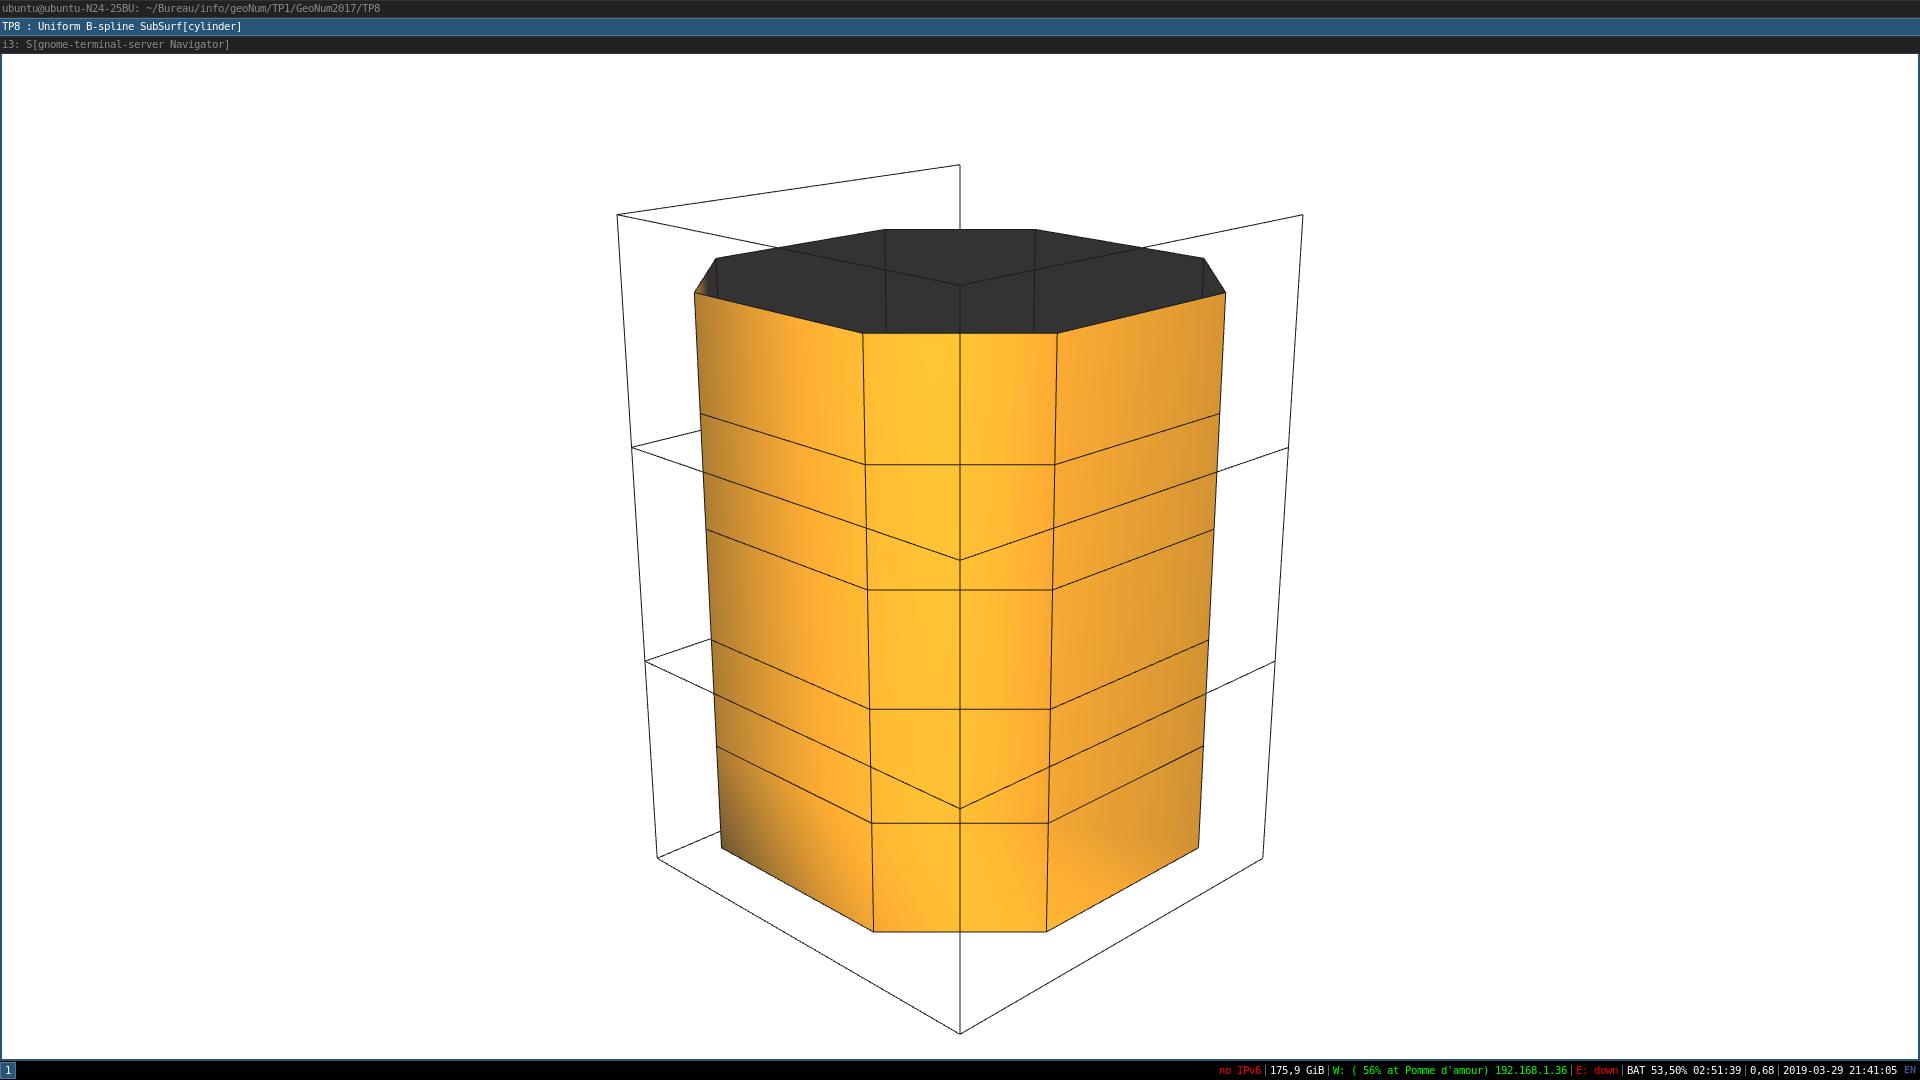 ubuntu@ubuntu-N24-25BU: ~/Bureau/info/geoNum/TP1/GeoNum2017/TP8
TP8 : Uniform B-spline SubSurf[cylinder]
i3: S[gnome-terminal-server Navigator]
1 no IPv6|175,9 GiB|W: ( 56% at Pomme d'amour) 192.168.1.36|E: down|BAT 53,50% 02:51:39|0,68|2019-03-29 21:41:05 EN